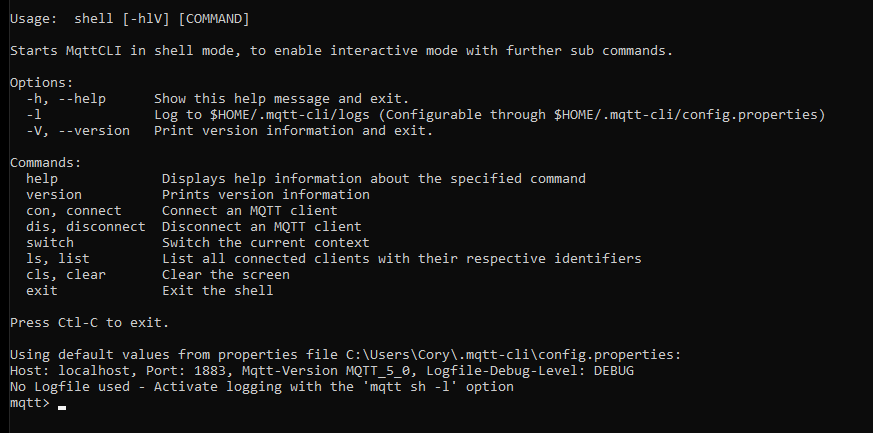 Usage:  shell [-hlV] [COMMAND]
Starts MqttCLI in shell mode, to enable interactive mode with further sub commands.
Options:
  -h, --help      Show this help message and exit.
  -l              Log to $HOME/.mqtt-cli/logs (Configurable through $HOME/.mqtt-cli/config.properties)
  -V, --version   Print version information and exit.
Commands:
  help             Displays help information about the specified command
  version          Prints version information
  con, connect     Connect an MQTT client
  dis, disconnect  Disconnect an MQTT client
  switch           Switch the current context
  ls, list         List all connected clients with their respective identifiers
  cls, clear       Clear the screen
  exit             Exit the shell
Press Ctl-C to exit.
Using default values from properties file C:\Users\Cory\.mqtt-cli\config.properties:
Host: localhost, Port: 1883, Mqtt-Version MQTT_5_0, Logfile-Debug-Level: DEBUG
No Logfile used - Activate logging with the 'mqtt sh -l' option
mqtt>